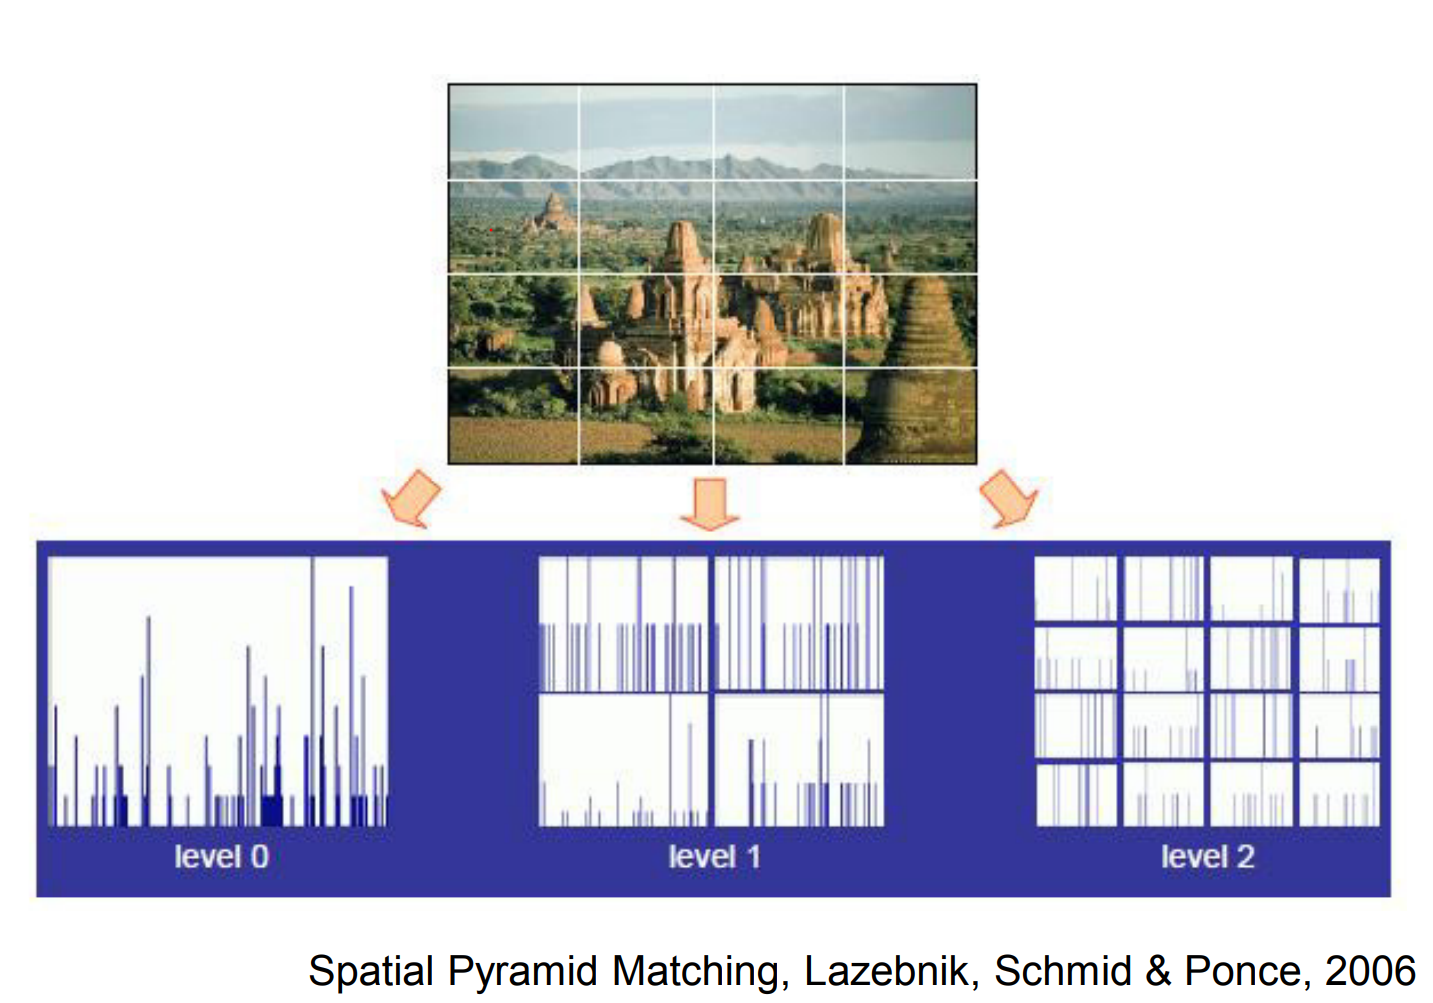 level 0
level 1
level 2
Spatial Pyramid Matching, Lazebnik, Schmid & Ponce, 2006